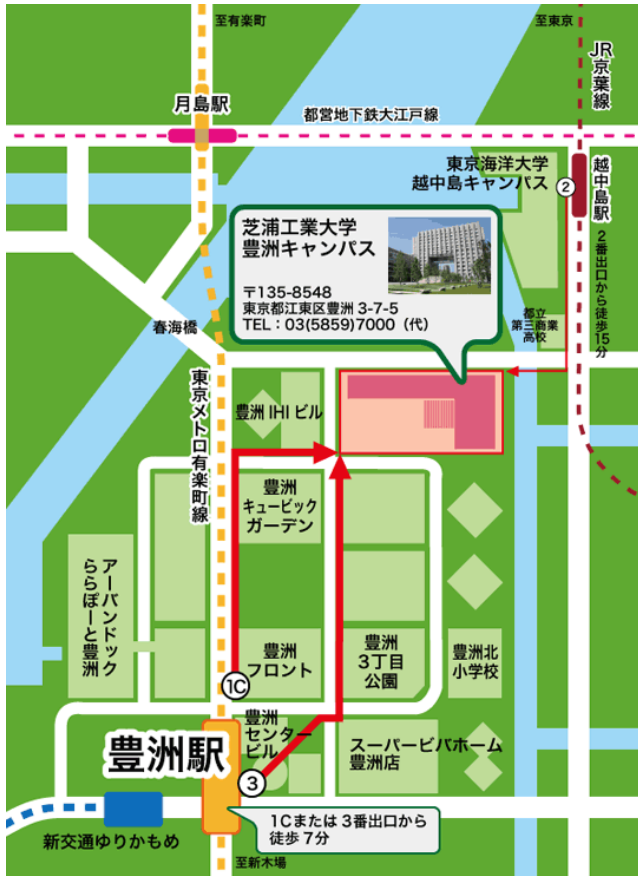 至有楽町
至東京
JR京葉線
月島駅
都営地下鉄大江戸線
東京海洋大学
越中島キャンパス
2
越中島駅
2番出口から徒歩15分
芝浦工業大学
豊洲キャンパス
〒135-8548
東京都江東区豊洲 3-7-5
TEL：03(5859)7000（代）
都立
第三商業
高校
春海橋
東京メトロ有楽町線
豊洲 IHI ビル
豊洲
キュービック
ガーデン
アーバンドック
ららぽーと豊洲
豊洲
フロント
豊洲
3丁目
公園
豊洲北
小学校
1C
豊洲
センター
ビル
豊洲駅
3
スーパービバホーム
豊洲店
新交通ゆりかもめ
1Cまたは 3番出口から
徒歩 7分
至新木場